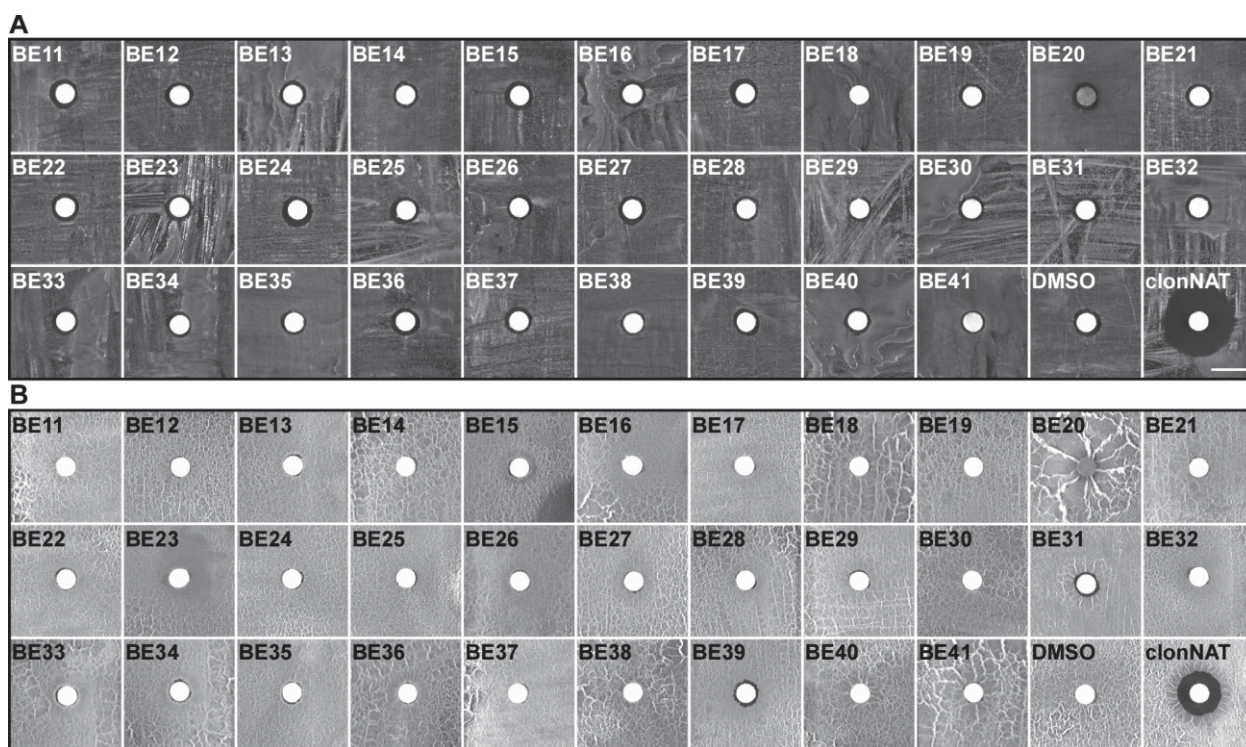 A
BE11 BE12 BE13 BE14 BE15 BE16 BE17 BE18 BE19 BE20 BE21
BE22 BE23 BE24 BE25 BE26 BE27 BE28 BE29 BE30 BE31 BE32
BE33 BE34 BE35 BE36 BE37 BE38 BE39 BE40 BE41 DMSO clonNAT
B
BE11 BE12 BE13 BE14 BE15 BE16 BE17 BE18 BE19 BE20 BE21
BE22 BE23 BE24 BE25 BE26 BE27 BE28 BE29 BE30 BE31 BE32
BE33 BE34 BE35 BE36 BE37 BE38 BE39 BE40 BE41 DMSO clonNAT